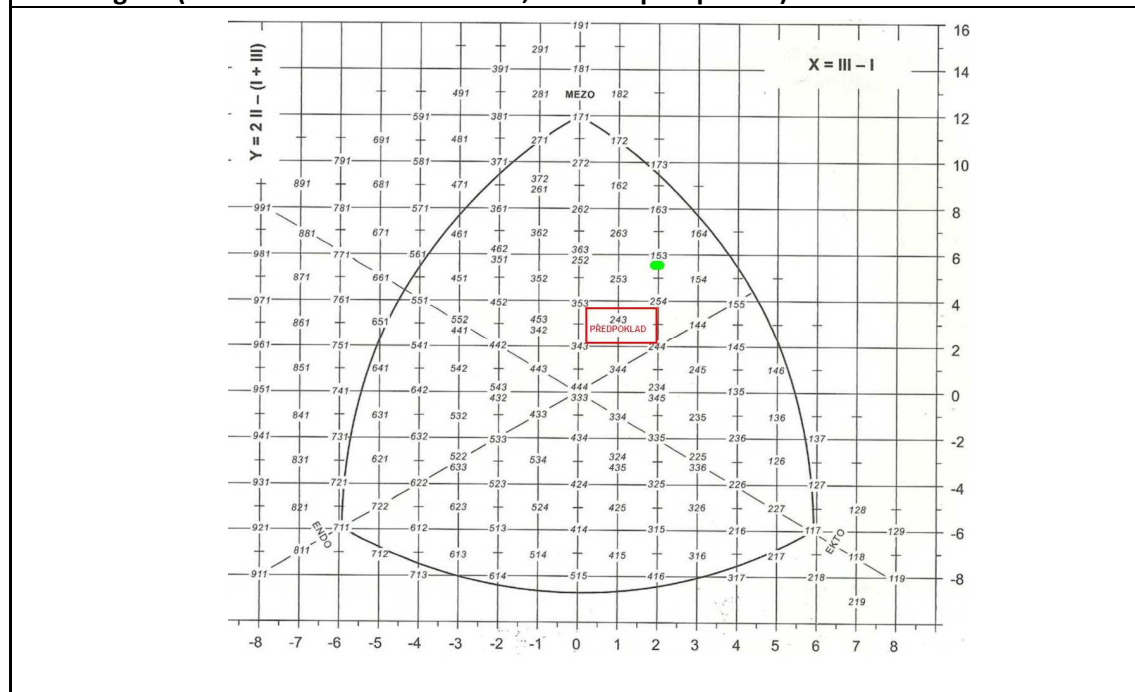 191 16
291
391 181 14
X = III – I
Y = 2 II – (I + III)
491 281 MEZO 182
591 381 171 12
691 481 271 172
791 581 371 272 173 10
891 681 471 372 162
261
991 781 571 361 262 163 8
881 671 461 362 263 164
981 771 561 462 363 153 6
351 252
871 661 451 352 253 154
971 761 551 452 353 254 155 4
861 651 552 453 243 144
441 342 PŘEDPOKLAD
961 751 541 442 343 244 145 2
851 641 542 443 344 245 146
951 741 642 543 444 234 135 0
432 333 345
841 631 532 433 334 235 136
941 731 632 533 434 335 236 137 -2
831 621 522 534 324 225 126
633 435 336
931 721 622 523 424 325 226 127 -4
821 722 623 524 425 326 227 128
921 ENDO 711 612 513 414 315 216 117 EKTO 129 -6
811 712 613 514 415 316 217 118
911 713 614 515 416 317 218 119 -8
219
-8 -7 -6 -5 -4 -3 -2 -1 0 1 2 3 4 5 6 7 8